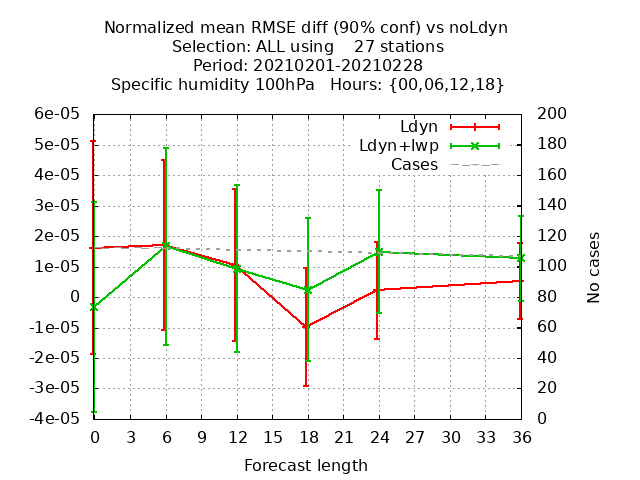 Normalized mean RMSE diff (90% conf) vs noLdyn
Selection: ALL using    27 stations
Period: 20210201-20210228
Specific humidity 100hPa   Hours: {00,06,12,18}
6e-05
5e-05
4e-05
3e-05
2e-05
1e-05
0
-1e-05
-2e-05
-3e-05
-4e-05
Ldyn
Ldyn+lwp
Cases
200
180
160
140
120
100
80
60
40
20
0
No cases
0 3 6 9 12 15 18 21 24 27 30 33 36
Forecast length